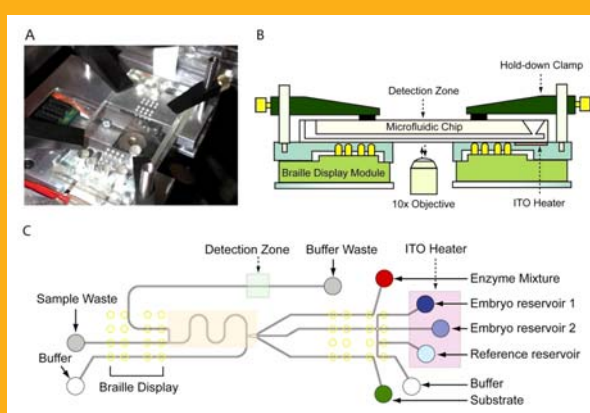 A
B
Hold-down Clamp
Detection Zone
Microfluidic Chip
Braille Display Module
10x Objective
ITO Heater
C
Detection Zone
Buffer Waste
ITO Heater
Enzyme Mixture
Sample Waste
Embryo reservoir 1
Embryo reservoir 2
Buffer
Reference reservoir
Braille Display
Buffer
Substrate